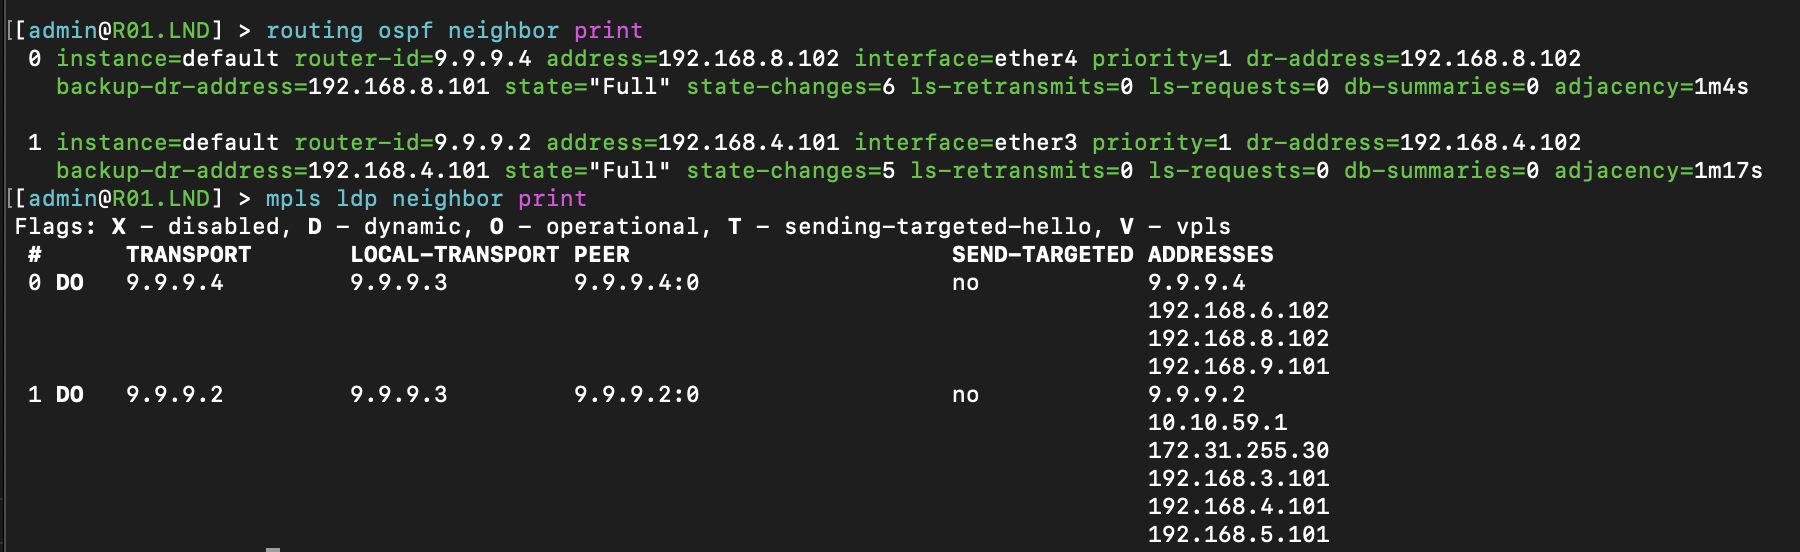 [[admin@R01.LND] > routing ospf neighbor print
0 instance=default router-id=9.9.9.4 address=192.168.8.102 interface=ether4 priority=1 dr-address=192.168.8.102
backup-dr-address=192.168.8.101 state="Full" state-changes=6 ls-retransmits=0 ls-requests=0 db-summaries=0 adjacency=1m4s
1 instance=default router-id=9.9.9.2 address=192.168.4.101 interface=ether3 priority=1 dr-address=192.168.4.102
backup-dr-address=192.168.4.101 state="Full" state-changes=5 ls-retransmits=0 ls-requests=0 db-summaries=0 adjacency=1m17s
[[admin@R01.LND] > mpls ldp neighbor print
Flags: X - disabled, D - dynamic, O - operational, T - sending-targeted-hello, V - vpls
# TRANSPORT LOCAL-TRANSPORT PEER SEND-TARGETED ADDRESSES
0 DO 9.9.9.4 9.9.9.3 9.9.9.4:0 no 9.9.9.4
192.168.6.102
192.168.8.102
192.168.9.101
1 DO 9.9.9.2 9.9.9.3 9.9.9.2:0 no 9.9.9.2
10.10.59.1
172.31.255.30
192.168.3.101
192.168.4.101
192.168.5.101